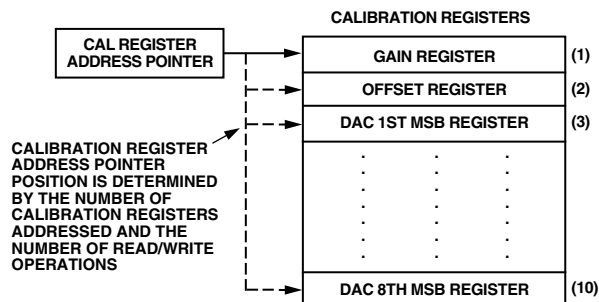 CALIBRATION REGISTERS
CAL REGISTER
ADDRESS POINTER
GAIN REGISTER
(1)
OFFSET REGISTER
(2)
DAC 1ST MSB REGISTER
(3)
CALIBRATION REGISTER
ADDRESS POINTER
POSITION IS DETERMINED
BY THE NUMBER OF
CALIBRATION REGISTERS
ADDRESSED AND THE
NUMBER OF READ/WRITE
OPERATIONS
DAC 8TH MSB REGISTER
(10)